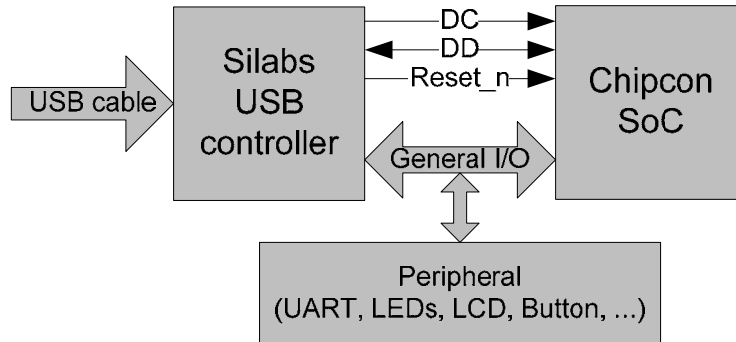 USB cable
Silabs
USB
controller
DC
DD
Reset_n
General I/O
Chipcon
SoC
Peripheral
(UART, LEDs, LCD, Button, ...)